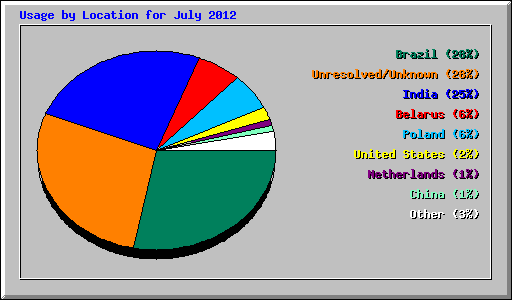 Usage by Location for July 2012
Brazil (28%)
Unresolved/Unknown (28%)
India (25%)
Belarus (6%)
Poland (6%)
United States (2%)
Netherlands (1%)
China (1%)
Other (3%)